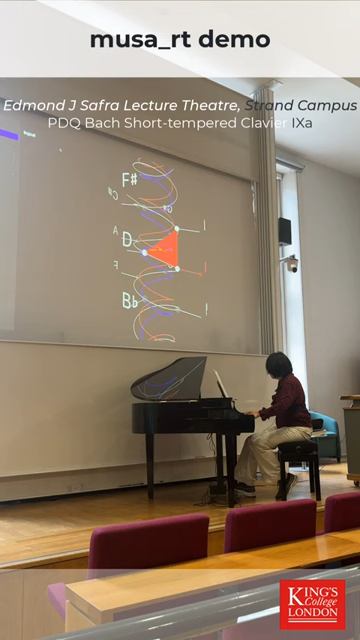 musa_rt demo
Edmond J Safra Lecture Theatre, Strand Campus
PDQ Bach Short-tempered Clavier IXa
F#
D
Bb
KING'S
College
LONDON